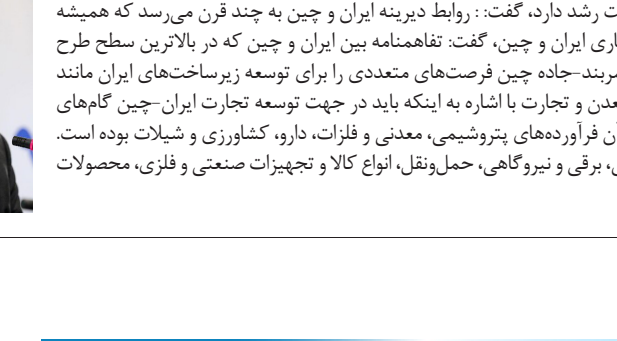 رشد دارد، گفت: : روابط دیرینه ایران و چین به چند قرن می‌رسد که همیشه
ایران و چین، گفت: تفاهمنامه بین ایران و چین که در بالاترین سطح طرح
جاده چین فرصت‌های متعددی را برای توسعه زیرساخت‌های ایران مانند
و تجارت با اشاره به اینکه باید در جهت توسعه تجارت ایران-چین گام‌های
فرآورده‌های پتروشیمی، معدنی و فلزات، دارو، کشاورزی و شیلات بوده است.
برقی و نیروگاهی، حمل‌ونقل، انواع کالا و تجهیزات صنعتی و فلزی، محصولات